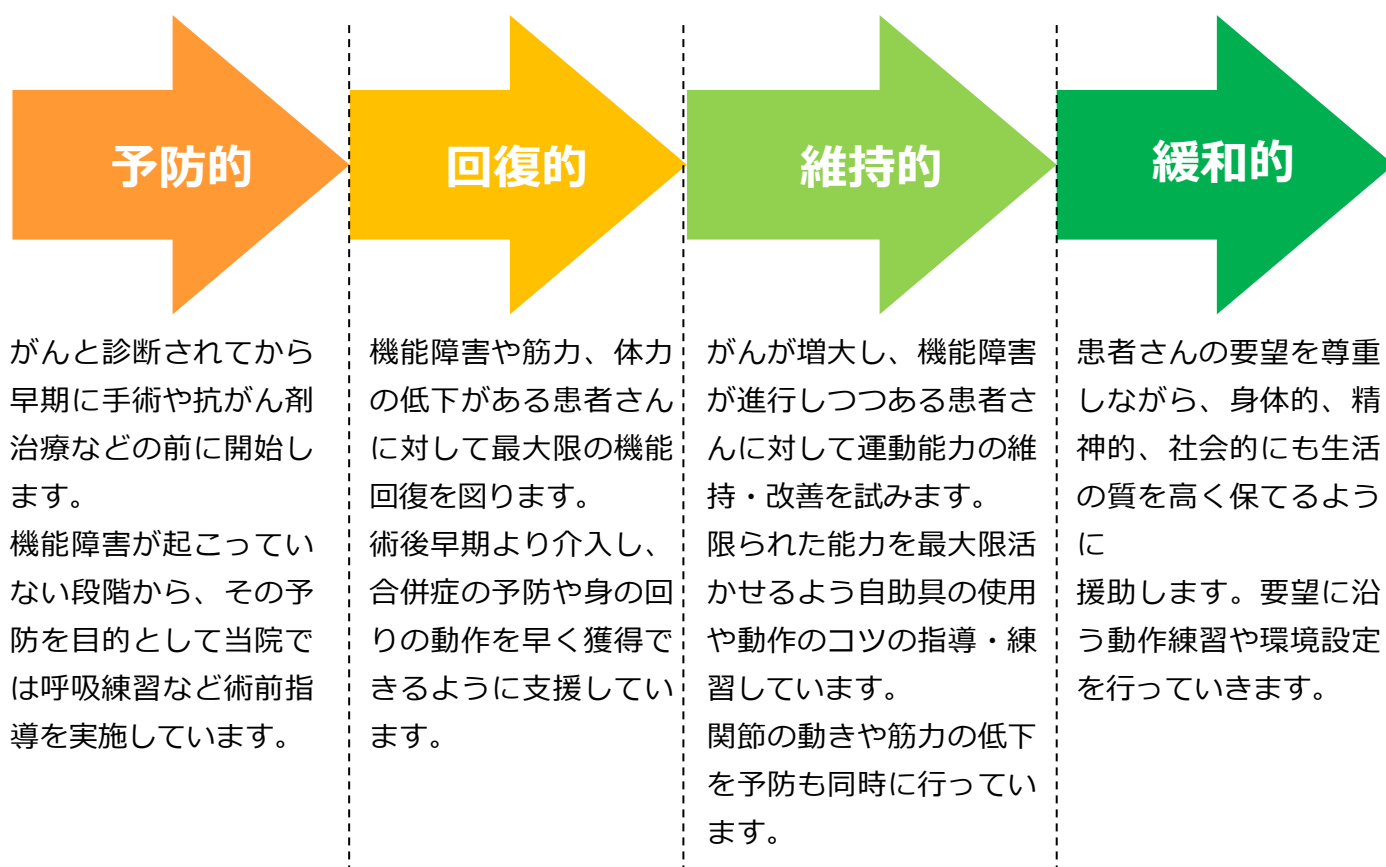 予防的
回復的
維持的
緩和的
がんと診断されてから
早期に手術や抗がん剤
治療などの前に開始し
ます。
機能障害が起こってい
ない段階から、その予
防を目的として当院で
は呼吸練習など術前指
導を実施しています。
機能障害や筋力、体力
の低下がある患者さん
に対して最大限の機能
回復を図ります。
術後早期より介入し、
合併症の予防や身の回
りの動作を早く獲得で
きるように支援してい
ます。
がんが増大し、機能障害
が進行しつつある患者さ
んに対して運動能力の維
持・改善を試みます。
限られた能力を最大限活
かせるよう自助具の使用
や動作のコツの指導・練
習しています。
関節の動きや筋力の低下
を予防も同時に行ってい
ます。
患者さんの要望を尊重
しながら、身体的、精
神的、社会的にも生活
の質を高く保てるよう
に
援助します。要望に沿
う動作練習や環境設定
を行っていきます。